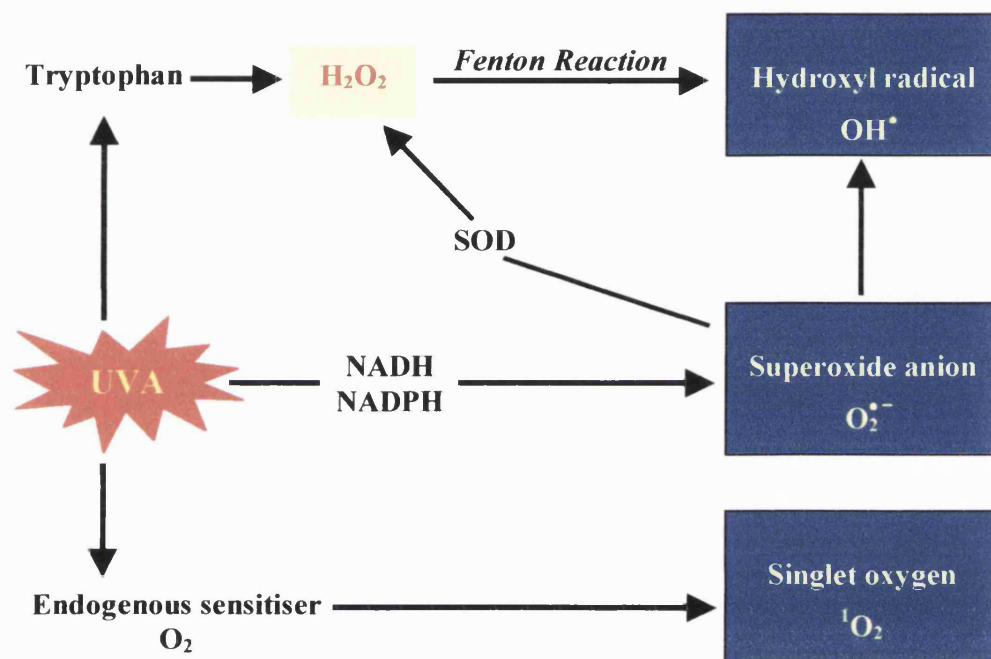 Tryptophan
H₂O₂
Fenton Reaction
Hydroxyl radical
OH•
SOD
UVA
NADH
NADPH
Superoxide anion
O₂•−
Endogenous sensitiser
O₂
Singlet oxygen
¹O₂